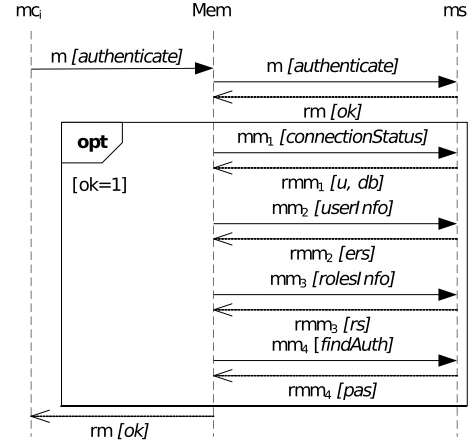 mcᵢ Mem ms
m [authenticate]
m [authenticate]
rm [ok]
opt
mm₁ [connectionStatus]
[ok=1]
rmm₁ [u, db]
mm₂ [userInfo]
rmm₂ [ers]
mm₃ [rolesInfo]
rmm₃ [rs]
mm₄ [findAuth]
rmm₄ [pas]
rm [ok]